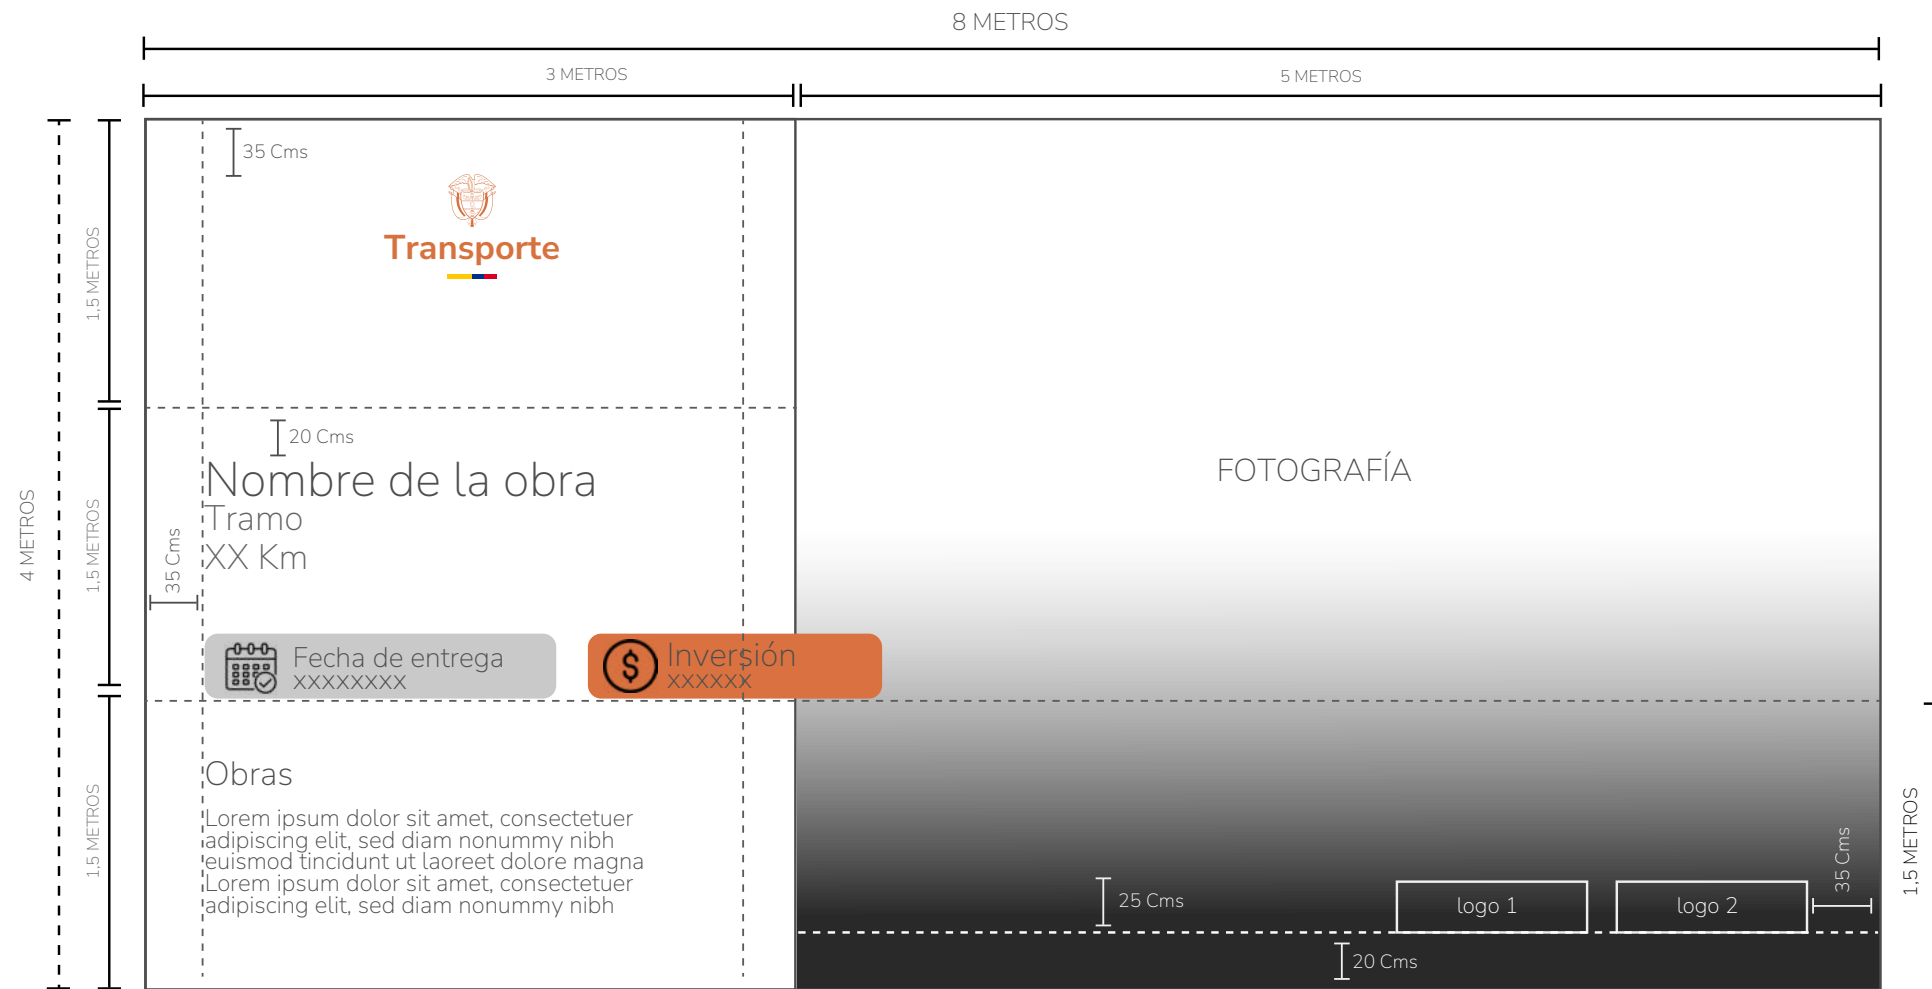 8 METROS
3 METROS
5 METROS
4 METROS
1,5 METROS
1,5 METROS
1,5 METROS
35 Cms
Transporte
20 Cms
Nombre de la obra
Tramo
XX Km
35 Cms
Fecha de entrega
xxxxxxxx
$ Inversión
xxxxxx
Obras
Lorem ipsum dolor sit amet, consectetuer
adipiscing elit, sed diam nonummy nibh
euismod tincidunt ut laoreet dolore magna
Lorem ipsum dolor sit amet, consectetuer
adipiscing elit, sed diam nonummy nibh
FOTOGRAFÍA
25 Cms
logo 1
logo 2
35 Cms
20 Cms
1,5 METROS